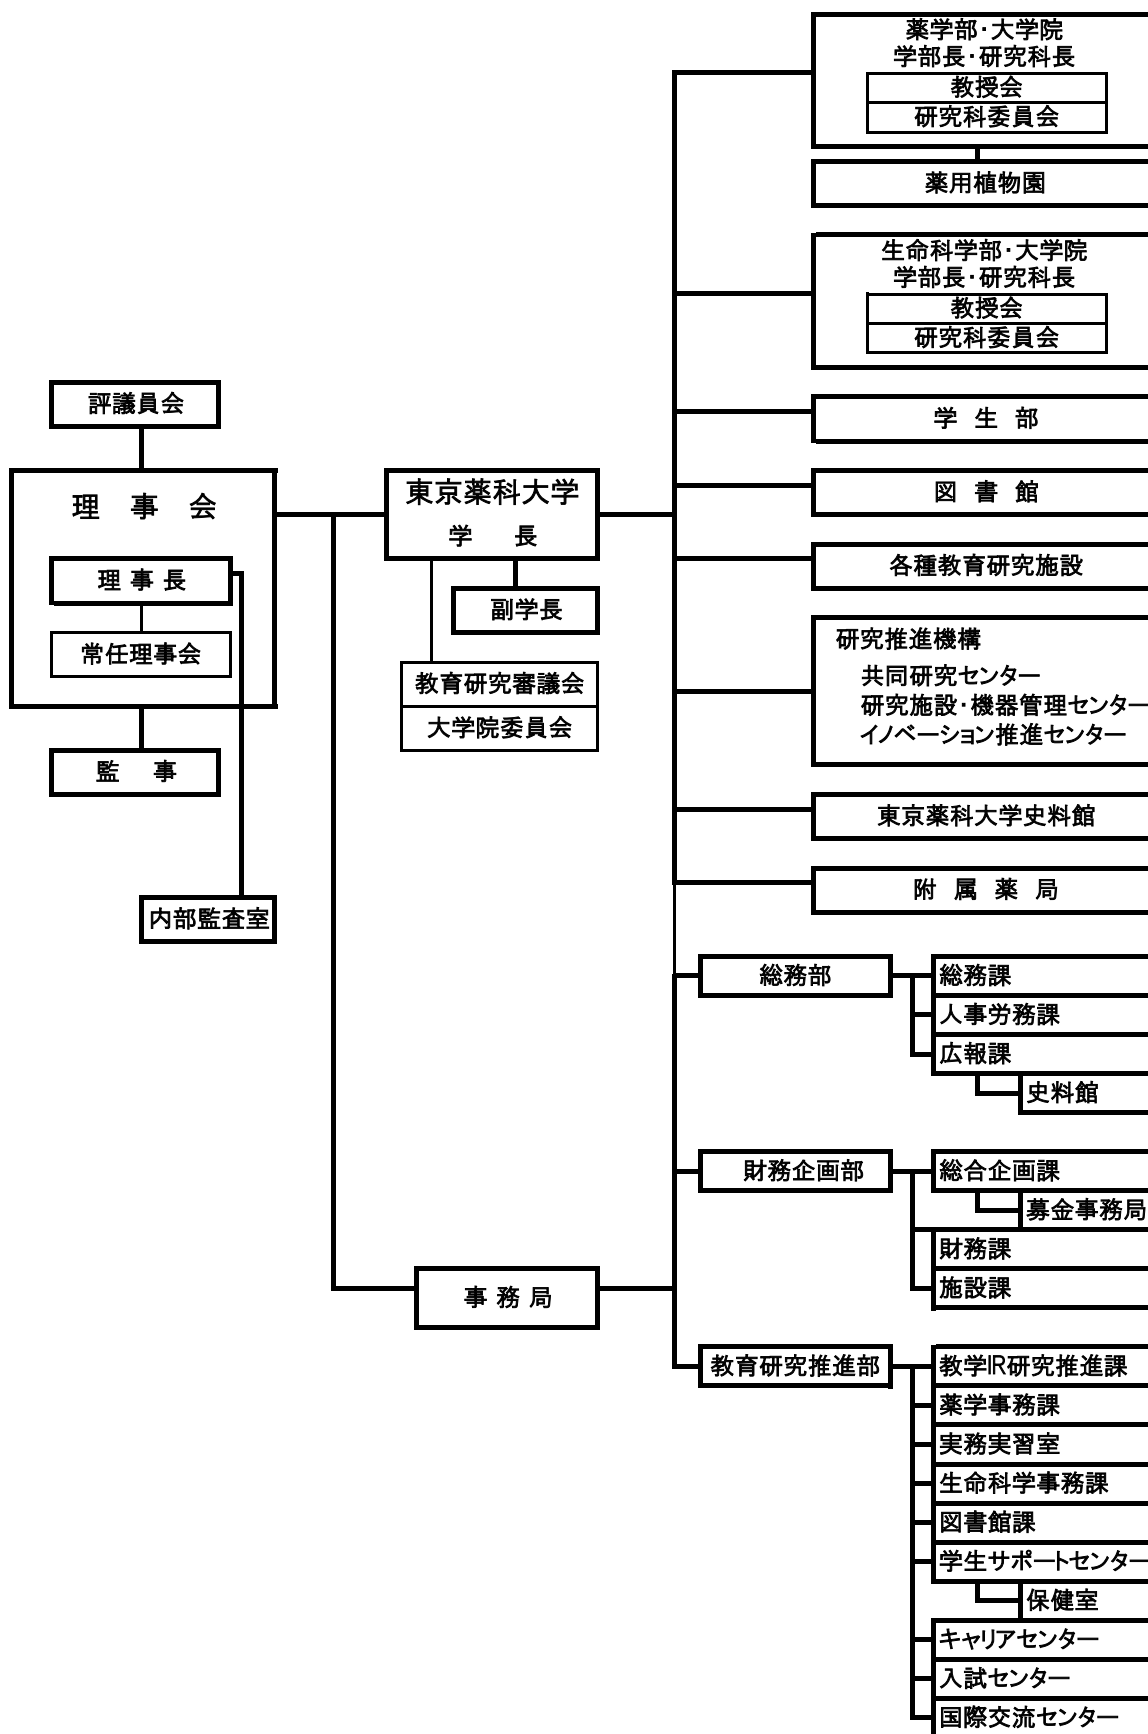 評議員会
理 事 会
理 事 長
常任理事会
監 事
内部監査室
東京薬科大学
学 長
副学長
教育研究審議会
大学院委員会
事 務 局
薬学部・大学院
学部長・研究科長
教授会
研究科委員会
薬用植物園
生命科学部・大学院
学部長・研究科長
教授会
研究科委員会
学 生 部
図 書 館
各種教育研究施設
研究推進機構
共同研究センター
研究施設・機器管理センター
イノベーション推進センター
東京薬科大学史料館
附 属 薬 局
総務部
総務課
人事労務課
広報課
史料館
財務企画部
総合企画課
募金事務局
財務課
施設課
教育研究推進部
教学IR研究推進課
薬学事務課
実務実習室
生命科学事務課
図書館課
学生サポートセンター
保健室
キャリアセンター
入試センター
国際交流センター